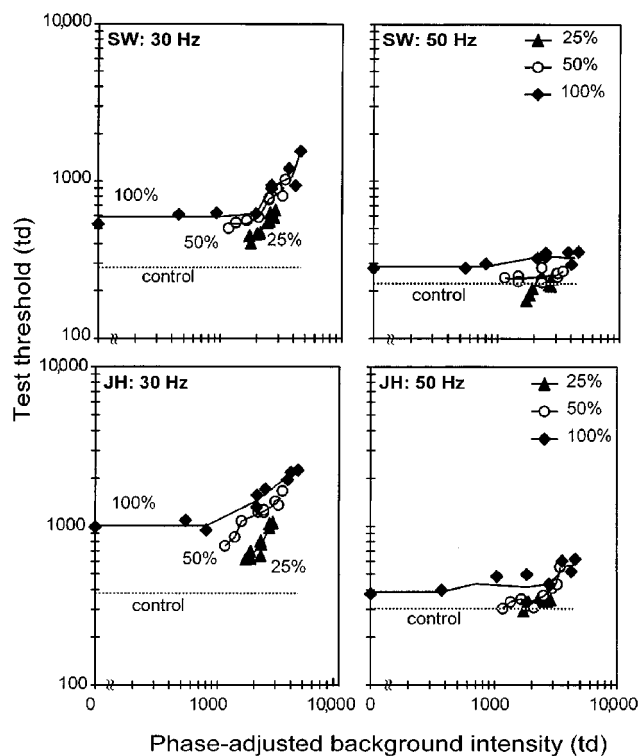 Test threshold (td)
10,000
1000
100
SW: 30 Hz
100%
50%
25%
control
SW: 50 Hz
25%
50%
100%
control
10,000
1000
100
JH: 30 Hz
100%
50%
25%
control
0
1000
10,000
JH: 50 Hz
25%
50%
100%
control
0
1000
10,000
Phase-adjusted background intensity (td)